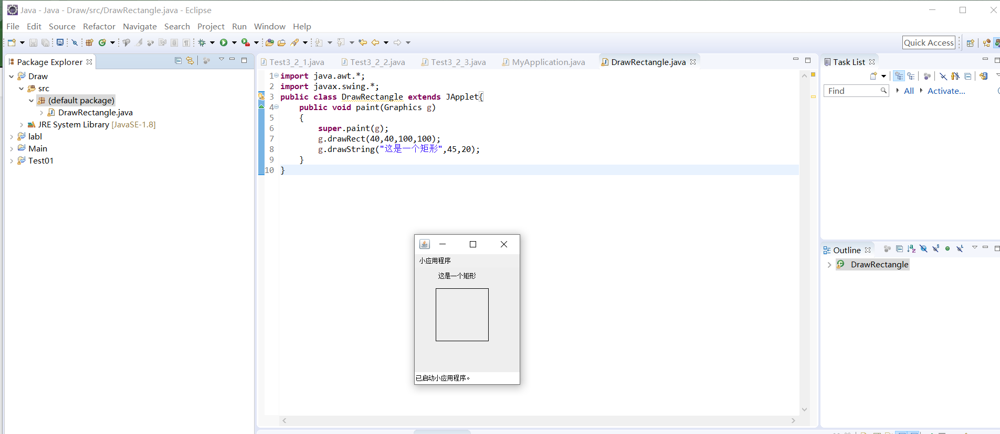 Java - Java - Draw/src/DrawRectangle.java - Eclipse
File Edit Source Refactor Navigate Search Project Run Window Help
Quick Access
Package Explorer
Draw
src
(default package)
DrawRectangle.java
JRE System Library [JavaSE-1.8]
labl
Main
Test01
Test3_2_1.java Test3_2_2.java Test3_2_3.java MyApplication.java DrawRectangle.java
1 import java.awt.*;
2 import javax.swing.*;
3 public class DrawRectangle extends JApplet{
4 public void paint(Graphics g)
5 {
6 super.paint(g);
7 g.drawRect(40,40,100,100);
8 g.drawString("这是一个矩形",45,20);
9 }
10 }
小应用程序
这是一个矩形
已启动小应用程序。
Task List
Find All Activate...
Outline
DrawRectangle